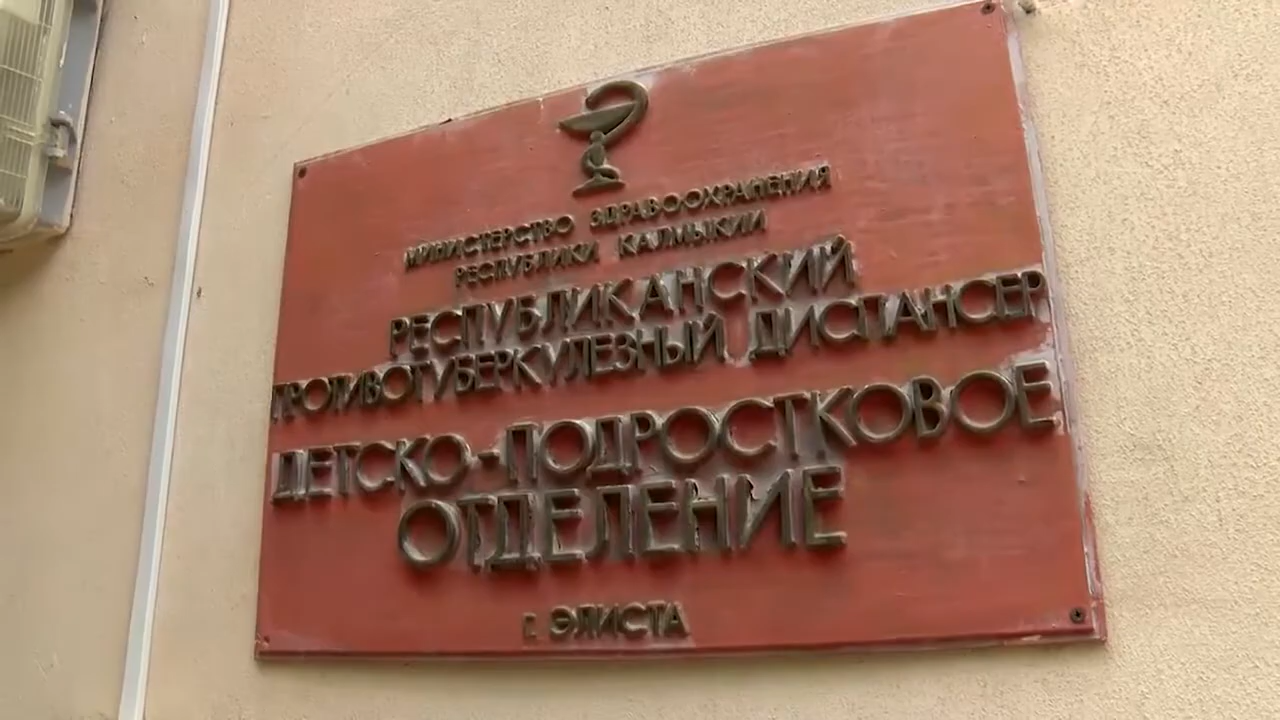 МИНИСТЕРСТВО ЗДРАВООХРАНЕНИЯ
РЕСПУБЛИКИ КАЛМЫКИИ
РЕСПУБЛИКАНСКИЙ
ПРОТИВОТУБЕРКУЛЕЗНЫЙ ДИСПАНСЕР
ДЕТСКО-ПОДРОСТКОВОЕ
ОТДЕЛЕНИЕ
г. ЭЛИСТА